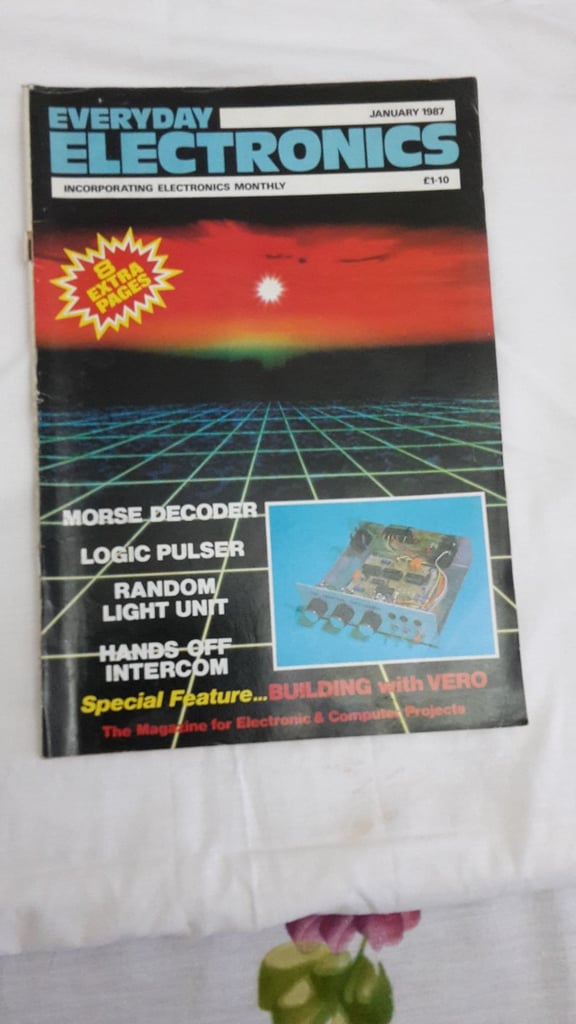 EVERYDAY
JANUARY 1987
ELECTRONICS
INCORPORATING ELECTRONICS MONTHLY
£1·10
8
EXTRA
PAGES
MORSE DECODER
LOGIC PULSER
RANDOM
LIGHT UNIT
HANDS OFF
INTERCOM
Special Feature...BUILDING with VERO
The Magazine for Electronic & Computer Projects